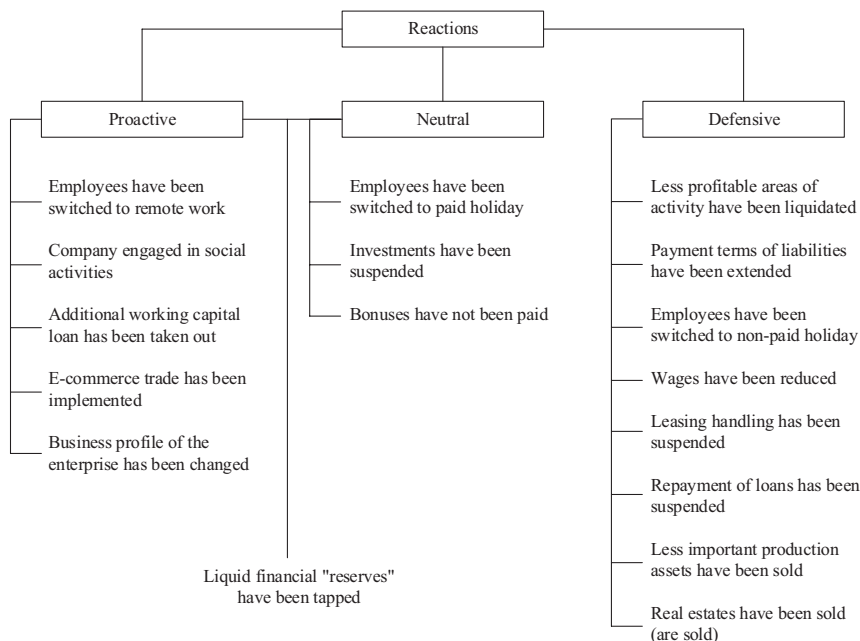 Reactions
Proactive
Neutral
Defensive
Employees have been
switched to remote work
Company engaged in social
activities
Additional working capital
loan has been taken out
E-commerce trade has been
implemented
Business profile of the
enterprise has been changed
Liquid financial "reserves"
have been tapped
Employees have been
switched to paid holiday
Investments have been
suspended
Bonuses have not been paid
Less profitable areas of
activity have been liquidated
Payment terms of liabilities
have been extended
Employees have been
switched to non-paid holiday
Wages have been reduced
Leasing handling has been
suspended
Repayment of loans has been
suspended
Less important production
assets have been sold
Real estates have been sold
(are sold)